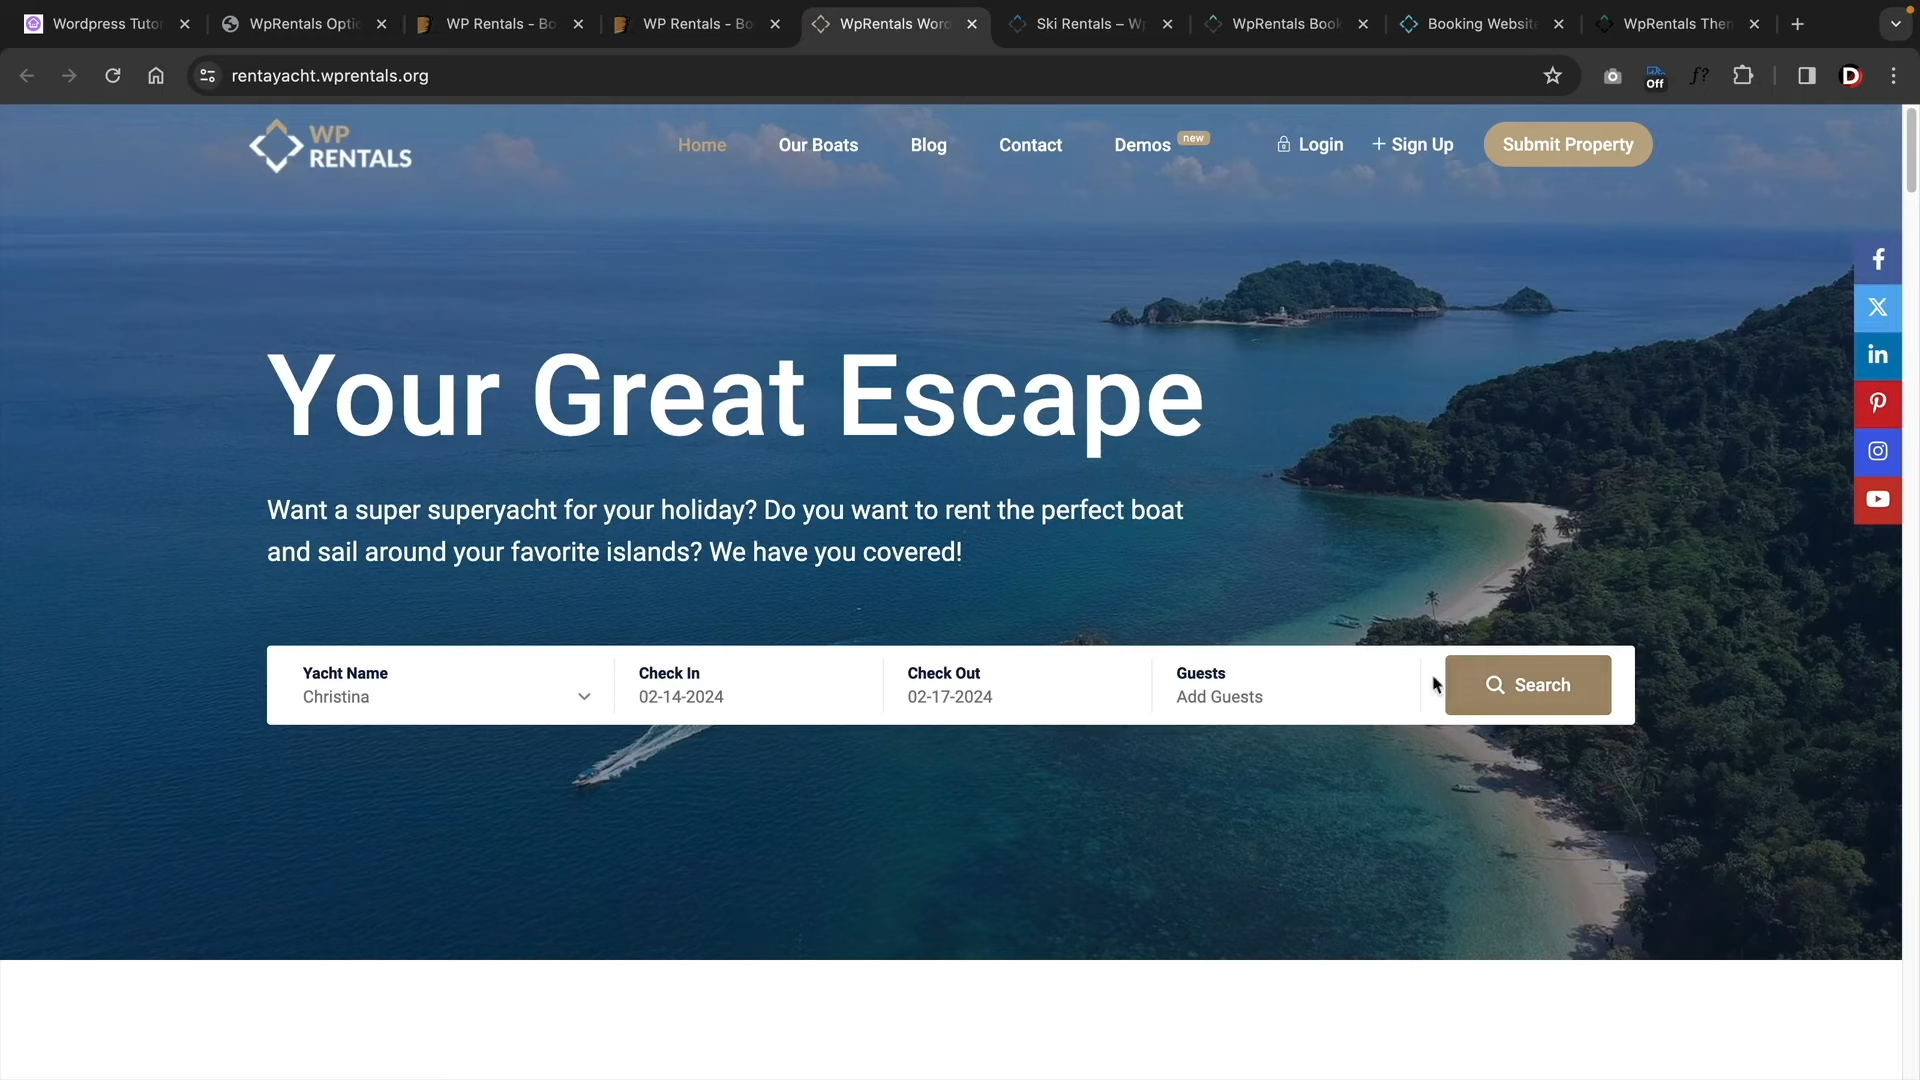 Wordpress Tutor
WpRentals Optic
WP Rentals - Bo
WP Rentals - Bo
WpRentals Word
Ski Rentals – Wp
WpRentals Book
Booking Website
WpRentals Them
rentayacht.wprentals.org
Off
f?
D
WP
RENTALS
Home
Our Boats
Blog
Contact
Demos
new
Login
+ Sign Up
Submit Property
Your Great Escape
Want a super superyacht for your holiday? Do you want to rent the perfect boat
and sail around your favorite islands? We have you covered!
Yacht Name
Christina
Check In
02-14-2024
Check Out
02-17-2024
Guests
Add Guests
Search